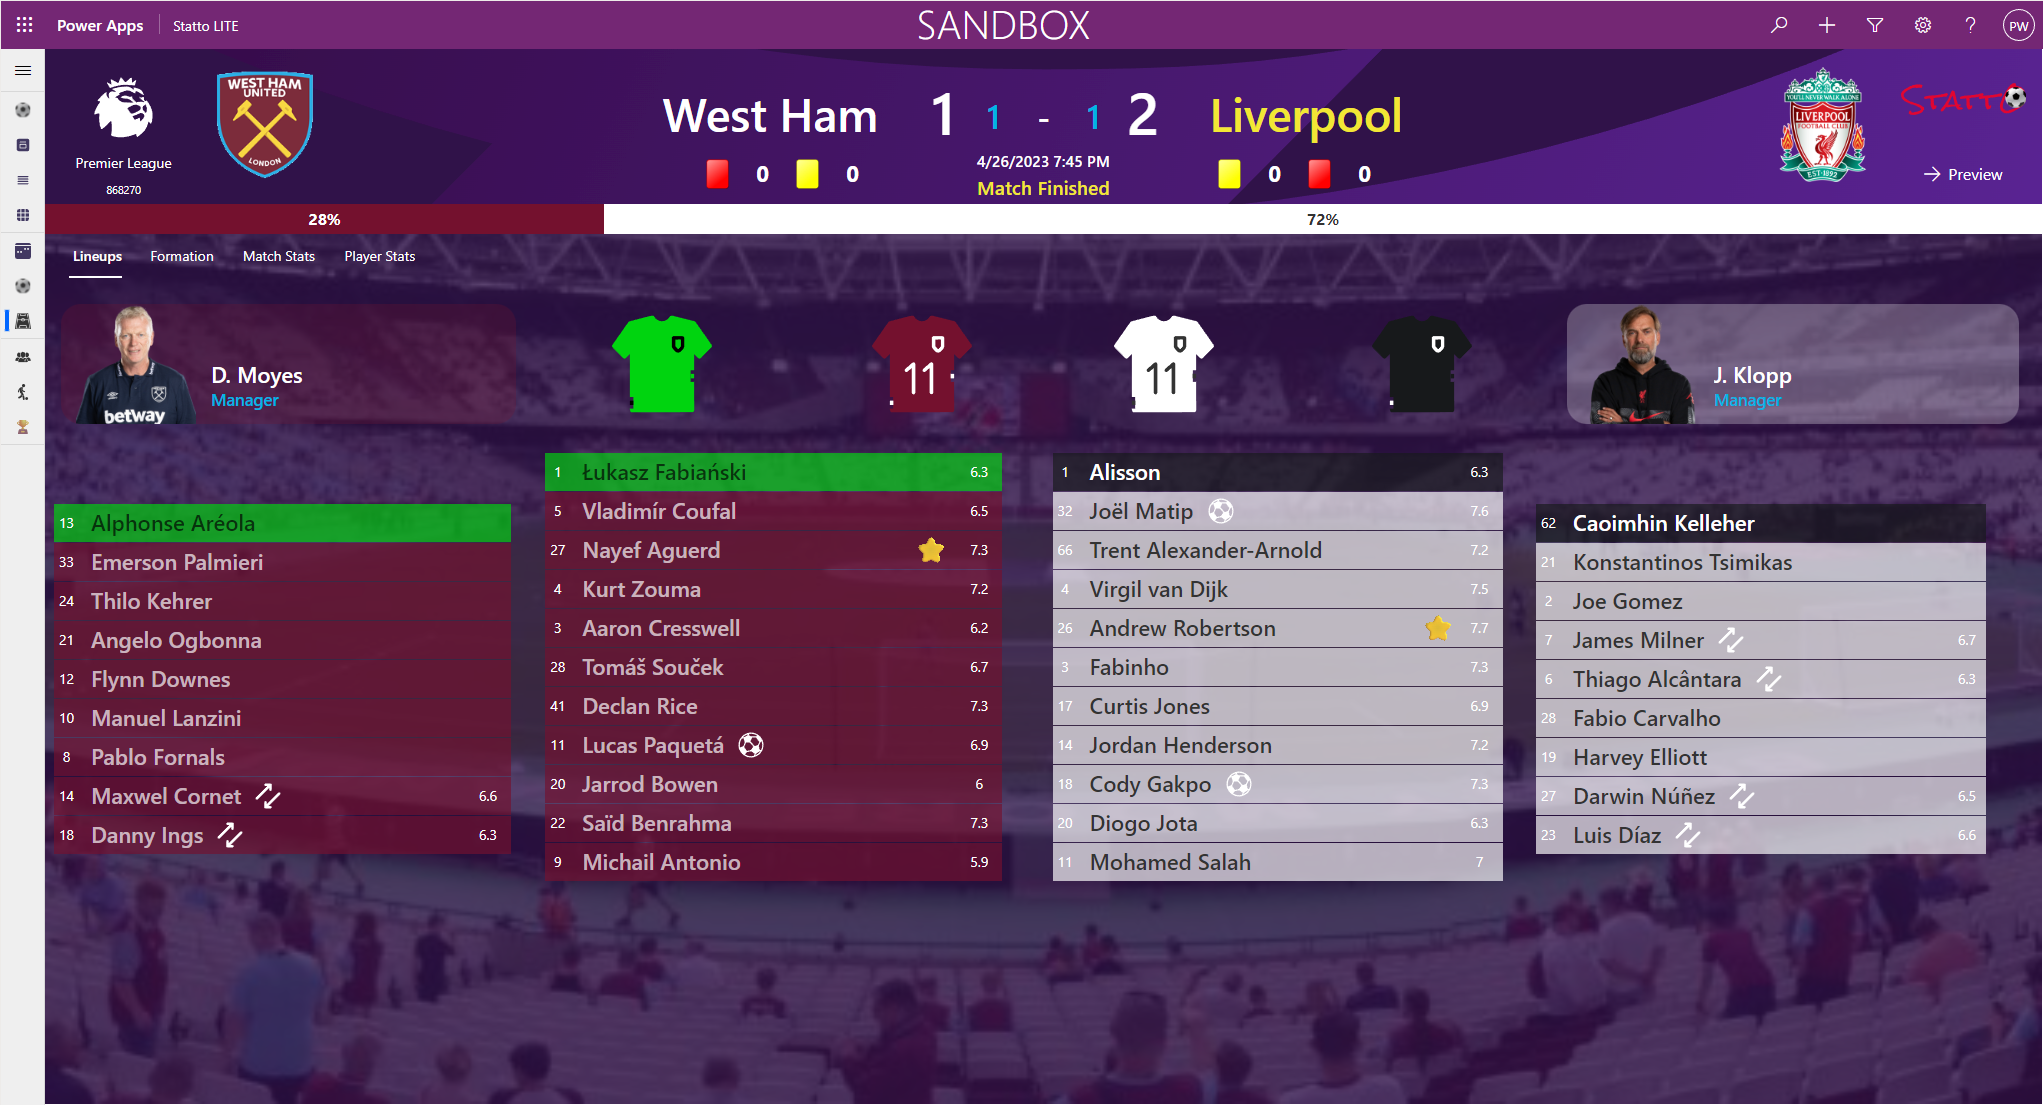 Power Apps
Statto LITE
SANDBOX
PW
Premier League
868270
WEST HAM
UNITED
LONDON
West Ham
1
1
-
1
2
Liverpool
0
0
4/26/2023 7:45 PM
Match Finished
0
0
YOU'LL NEVER WALK ALONE
LIVERPOOL
FOOTBALL CLUB
EST·1892
STATTO
Preview
28%
72%
Lineups
Formation
Match Stats
Player Stats
betway
D. Moyes
Manager
11
11
J. Klopp
Manager
13 Alphonse Aréola
33 Emerson Palmieri
24 Thilo Kehrer
21 Angelo Ogbonna
12 Flynn Downes
10 Manuel Lanzini
8 Pablo Fornals
14 Maxwel Cornet 6.6
18 Danny Ings 6.3
1 Łukasz Fabiański 6.3
5 Vladimír Coufal 6.5
27 Nayef Aguerd 7.3
4 Kurt Zouma 7.2
3 Aaron Cresswell 6.2
28 Tomáš Souček 6.7
41 Declan Rice 7.3
11 Lucas Paquetá 6.9
20 Jarrod Bowen 6
22 Saïd Benrahma 7.3
9 Michail Antonio 5.9
1 Alisson 6.3
32 Joël Matip 7.6
66 Trent Alexander-Arnold 7.2
4 Virgil van Dijk 7.5
26 Andrew Robertson 7.7
3 Fabinho 7.3
17 Curtis Jones 6.9
14 Jordan Henderson 7.2
18 Cody Gakpo 7.3
20 Diogo Jota 6.3
11 Mohamed Salah 7
62 Caoimhin Kelleher
21 Konstantinos Tsimikas
2 Joe Gomez
7 James Milner 6.7
6 Thiago Alcântara 6.3
28 Fabio Carvalho
19 Harvey Elliott
27 Darwin Núñez 6.5
23 Luis Díaz 6.6